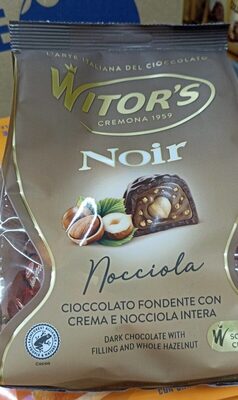 L'ARTE ITALIANA DEL CIOCCOLATO
WITOR'S
CREMONA 1959
Noir
Nocciola
CIOCCOLATO FONDENTE CON
CREMA E NOCCIOLA INTERA
DARK CHOCOLATE WITH
FILLING AND WHOLE HAZELNUT
Cocoa